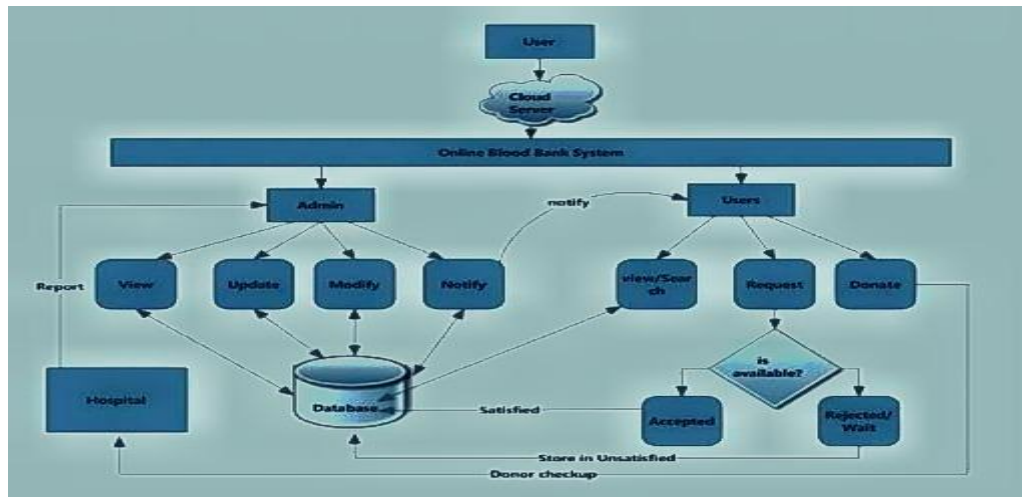 User
Cloud
Server
Online Blood Bank System
Admin
notify
Users
Report
View
Update
Modify
Notify
view/Sear
ch
Request
Donate
is
available?
Hospital
Database
Satisfied
Accepted
Rejected/
Wait
Store in Unsatisfied
Donor checkup